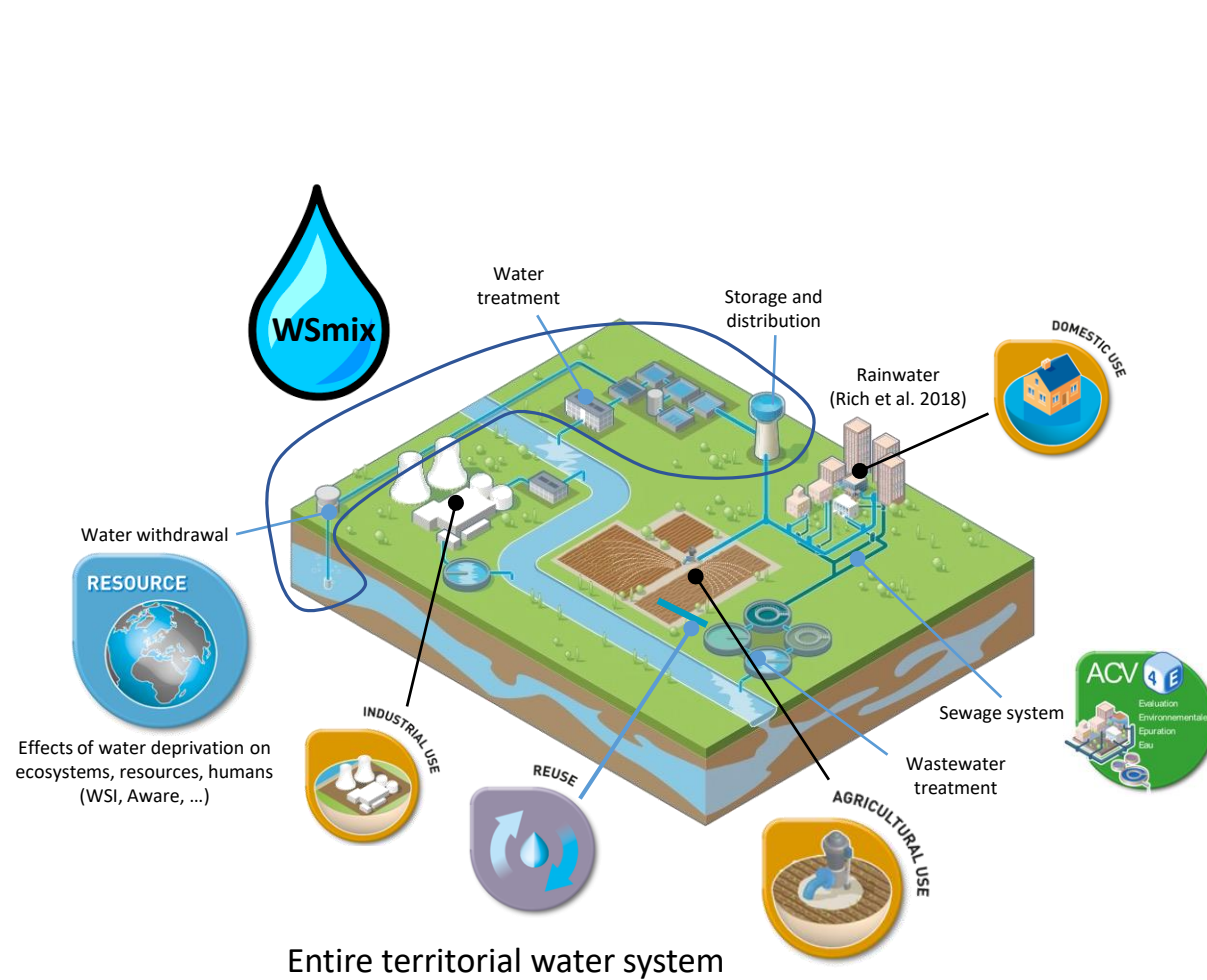 WSmix
Water
treatment
Storage and
distribution
DOMESTIC USE
Rainwater
(Rich et al. 2018)
Water withdrawal
RESOURCE
Effects of water deprivation on
ecosystems, resources, humans
(WSI, Aware, …)
INDUSTRIAL USE
REUSE
AGRICULTURAL USE
Sewage system
Wastewater
treatment
ACV
4 E
Evaluation
Environnementale
Epuration
Eau
Entire territorial water system